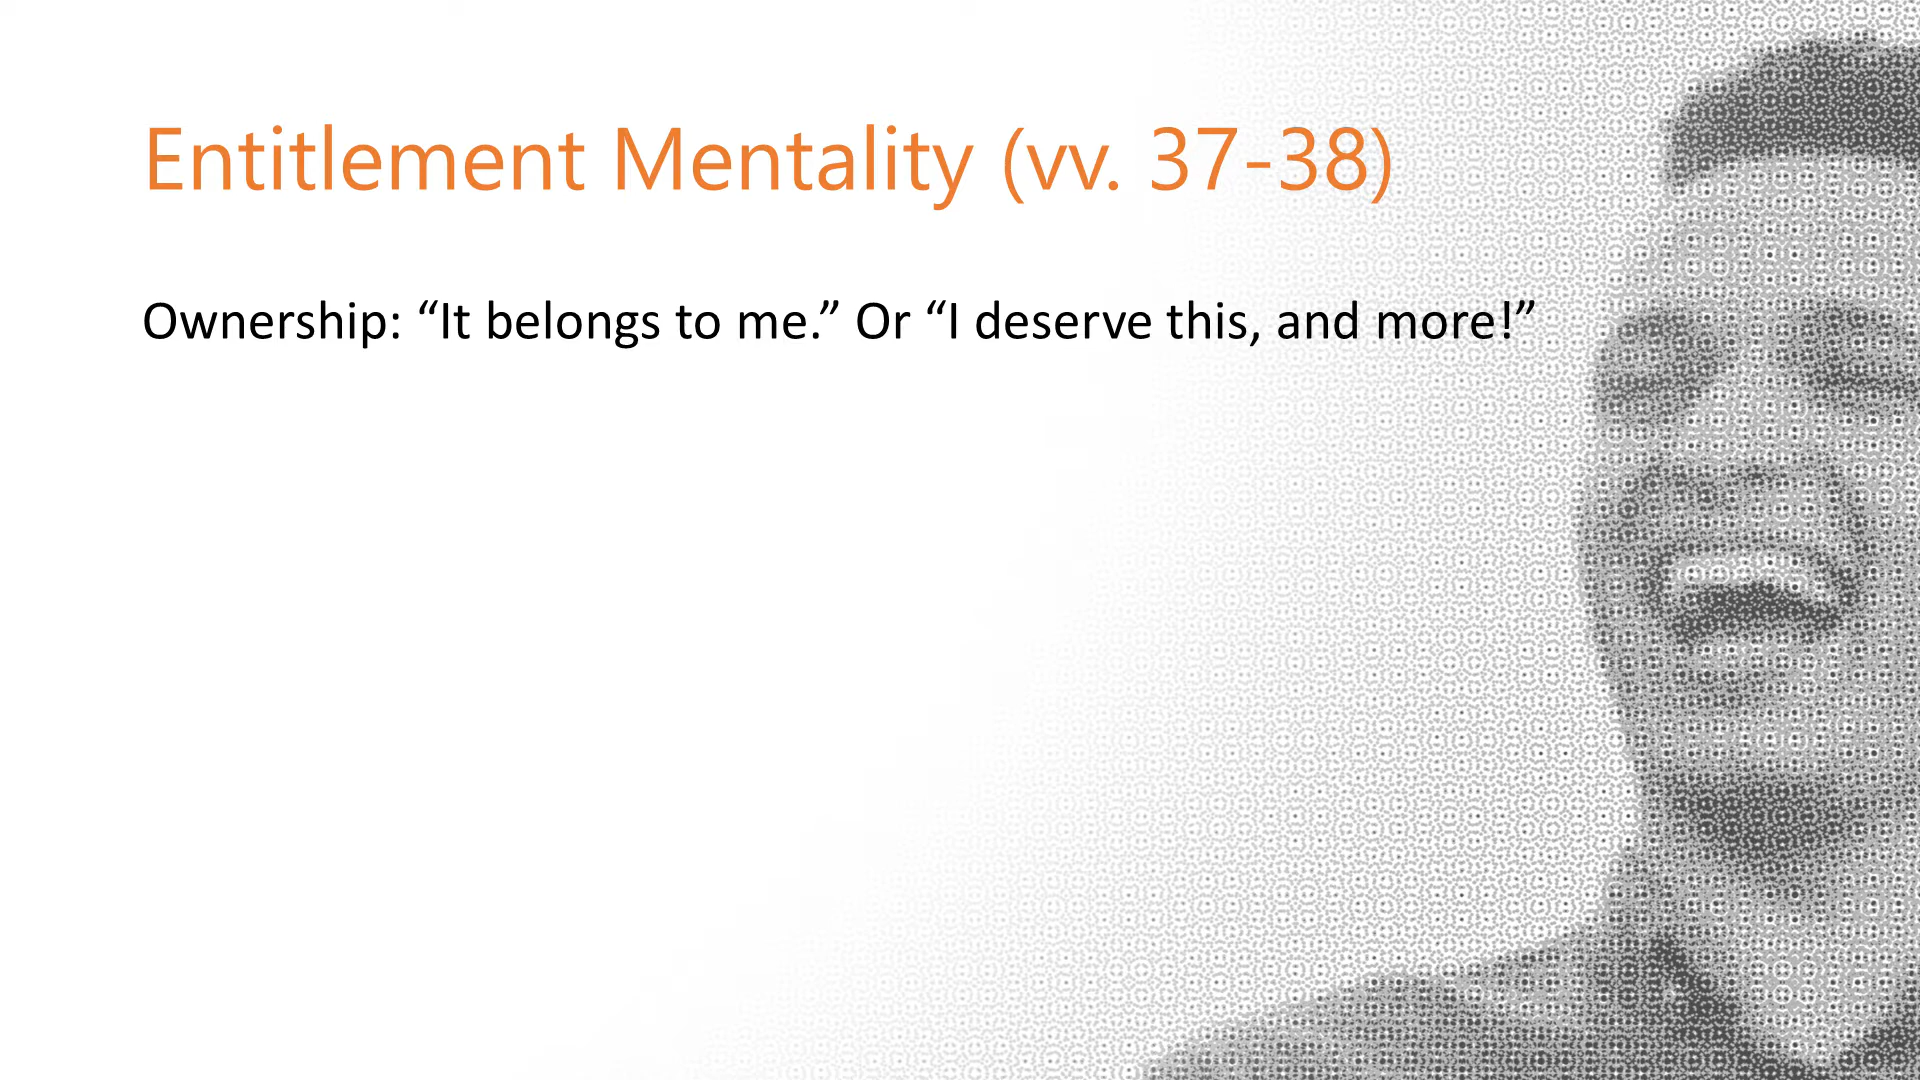 Entitlement Mentality (vv. 37-38)
Ownership: “It belongs to me.” Or “I deserve this, and more!”